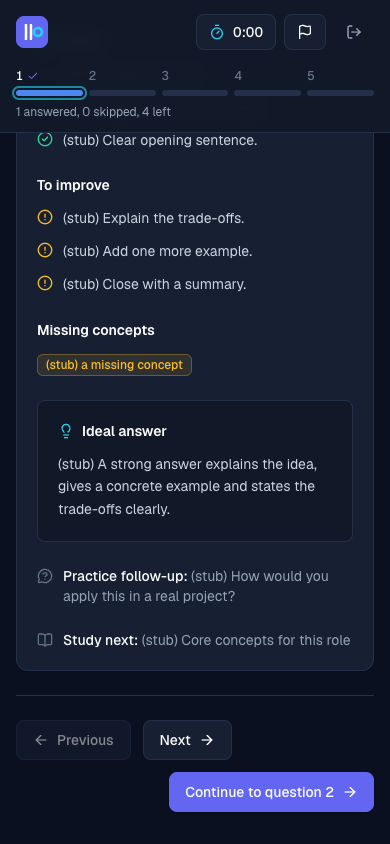 0:00
1 2 3 4 5
1 answered, 0 skipped, 4 left
(stub) Clear opening sentence.
To improve
(stub) Explain the trade-offs.
(stub) Add one more example.
(stub) Close with a summary.
Missing concepts
(stub) a missing concept
Ideal answer
(stub) A strong answer explains the idea,
gives a concrete example and states the
trade-offs clearly.
Practice follow-up: (stub) How would you
apply this in a real project?
Study next: (stub) Core concepts for this role
Previous
Next
Continue to question 2